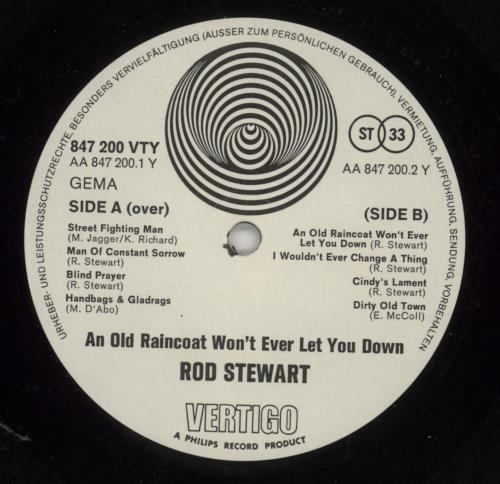 URHEBER- UND LEISTUNGSSCHUTZRECHTE, BESONDERS VERVIELFÄLTIGUNG (AUSSER ZUM PERSÖNLICHEN GEBRAUCH), VERMIETUNG, AUFFÜHRUNG, SENDUNG, VORBEHALTEN
847 200 VTY
AA 847 200.1 Y
GEMA
SIDE A (over)
Street Fighting Man
(M. Jagger/K. Richard)
Man Of Constant Sorrow
(R. Stewart)
Blind Prayer
(R. Stewart)
Handbags & Gladrags
(M. D'Abo)
ST 33
AA 847 200.2 Y
(SIDE B)
An Old Raincoat Won't Ever
Let You Down (R. Stewart)
I Wouldn't Ever Change A Thing
(R. Stewart)
Cindy's Lament
(R. Stewart)
Dirty Old Town
(E. McColl)
An Old Raincoat Won't Ever Let You Down
ROD STEWART
VERTIGO
A PHILIPS RECORD PRODUCT